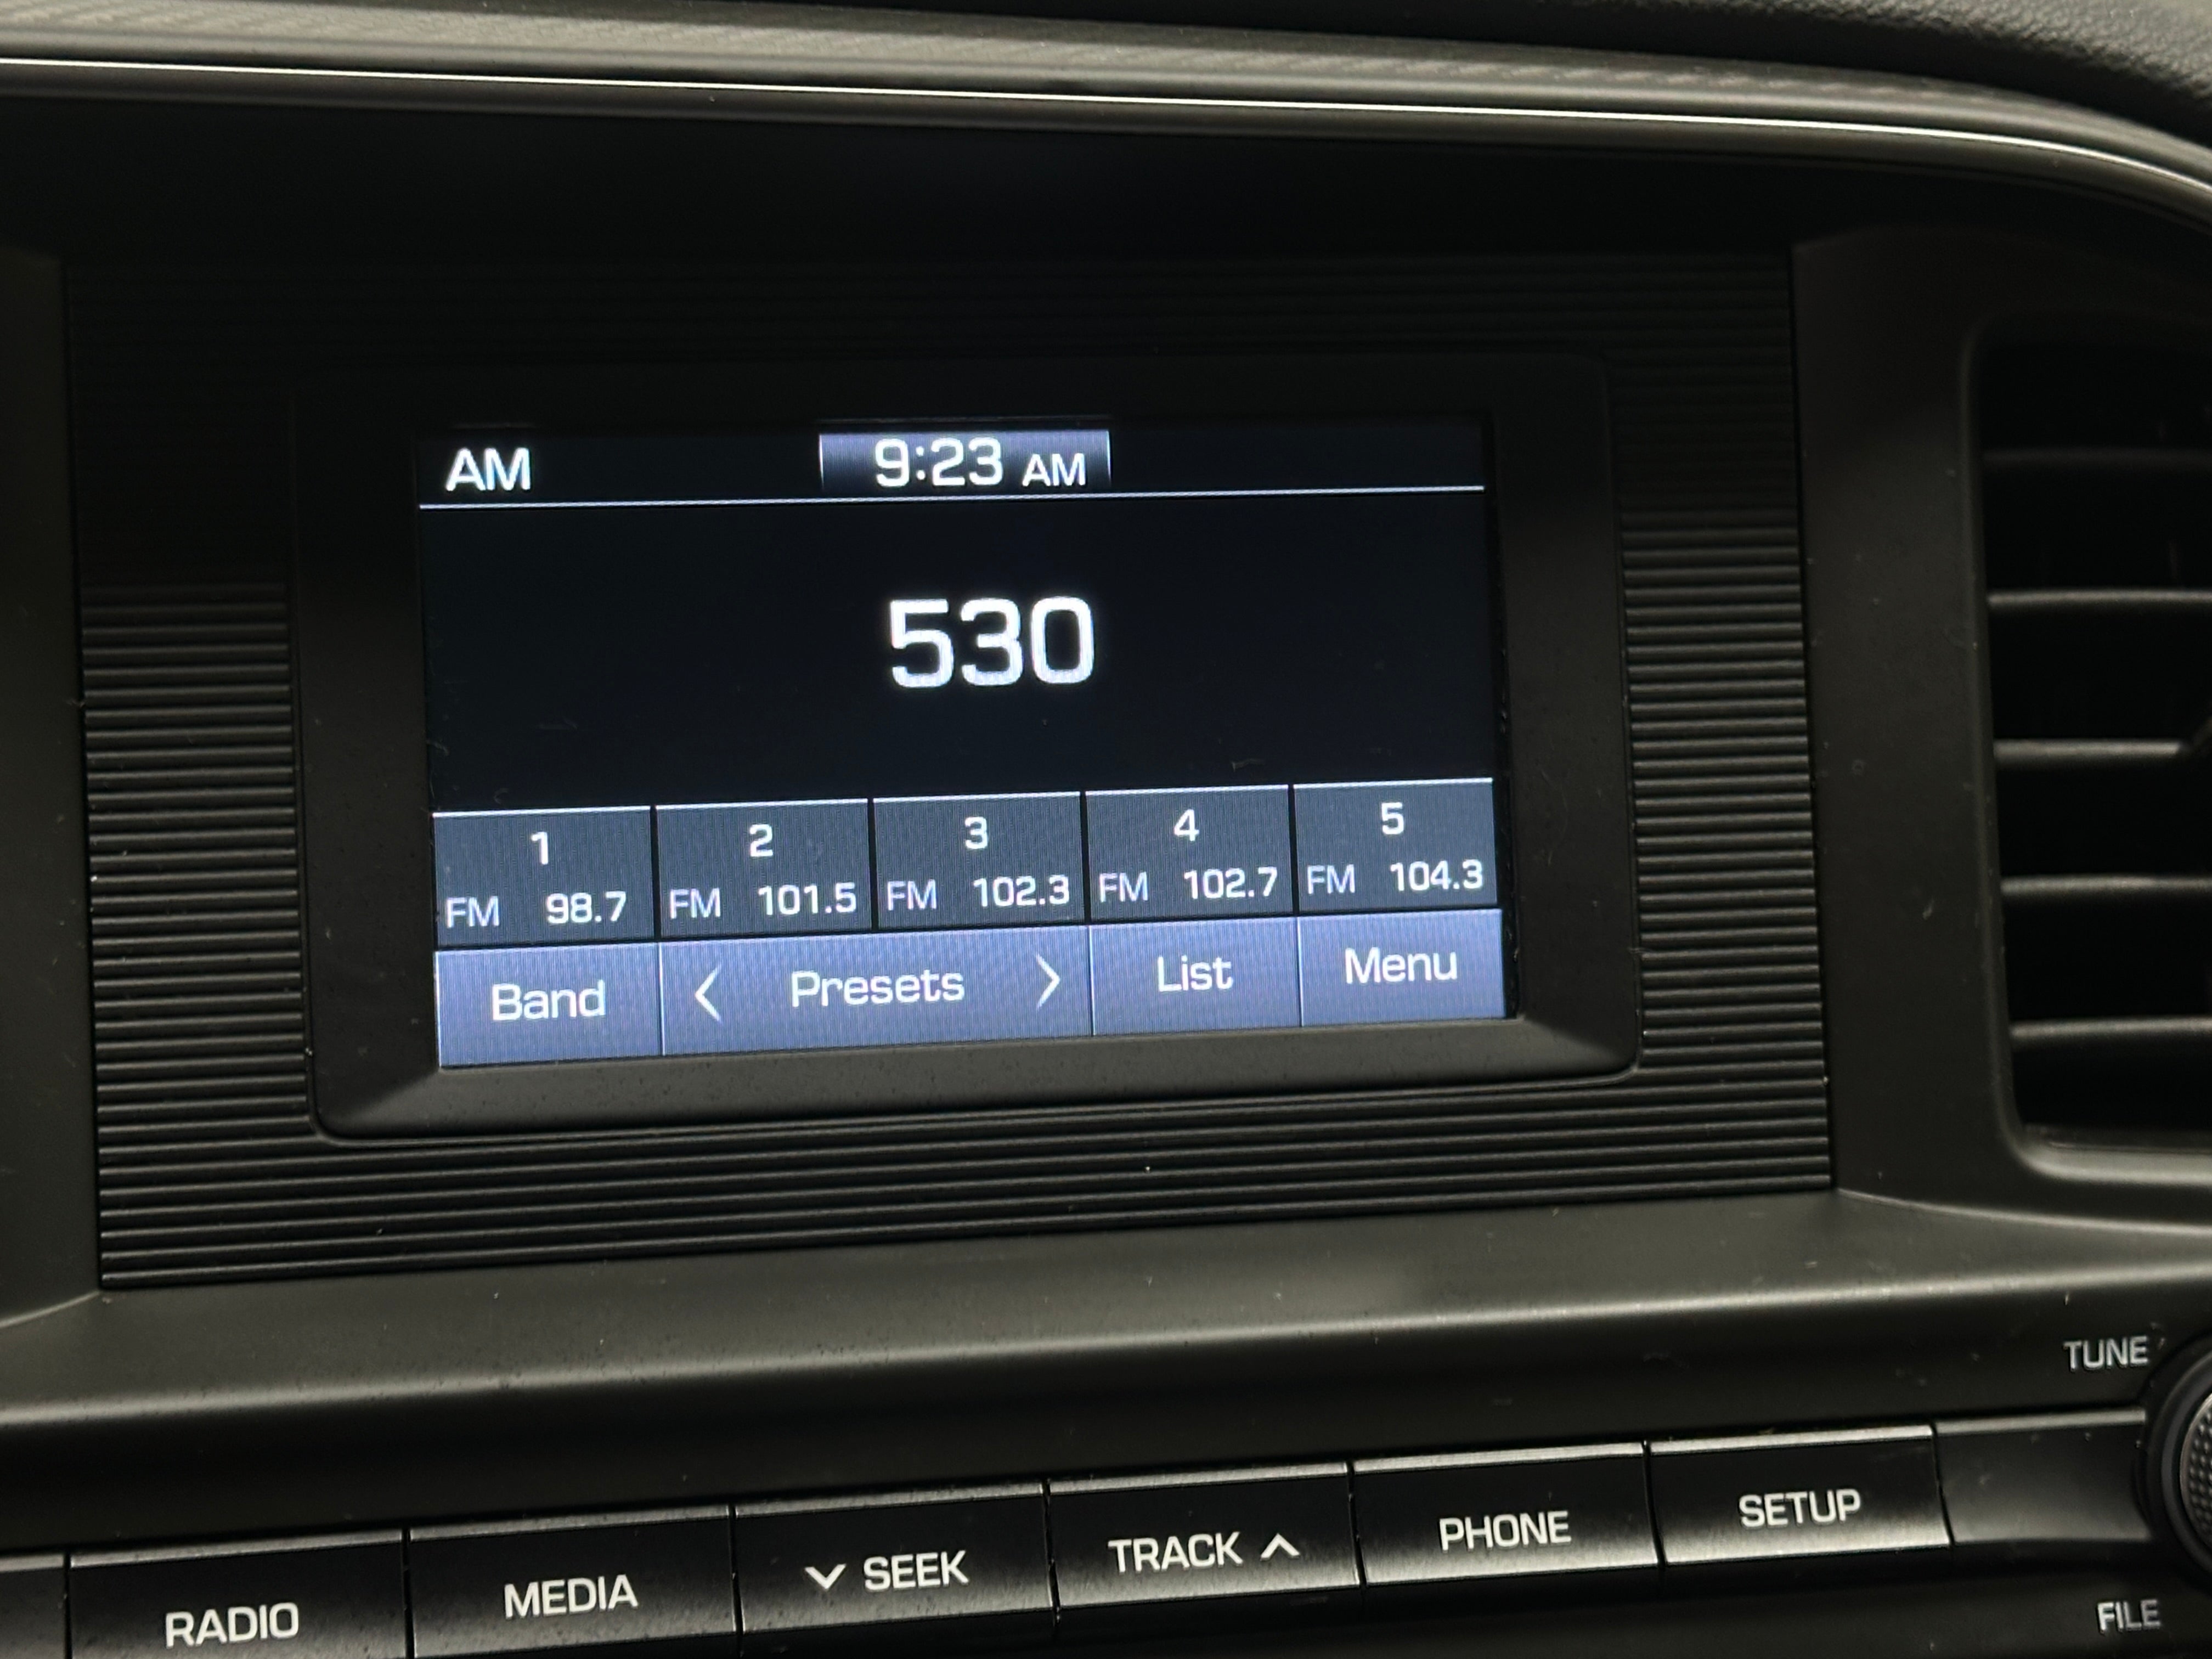 AM 9:23 AM
530
1 2 3 4 5
FM 98.7 FM 101.5 FM 102.3 FM 102.7 FM 104.3
Band < Presets > List Menu
TUNE
RADIO MEDIA ∨ SEEK TRACK ∧ PHONE SETUP
FILE